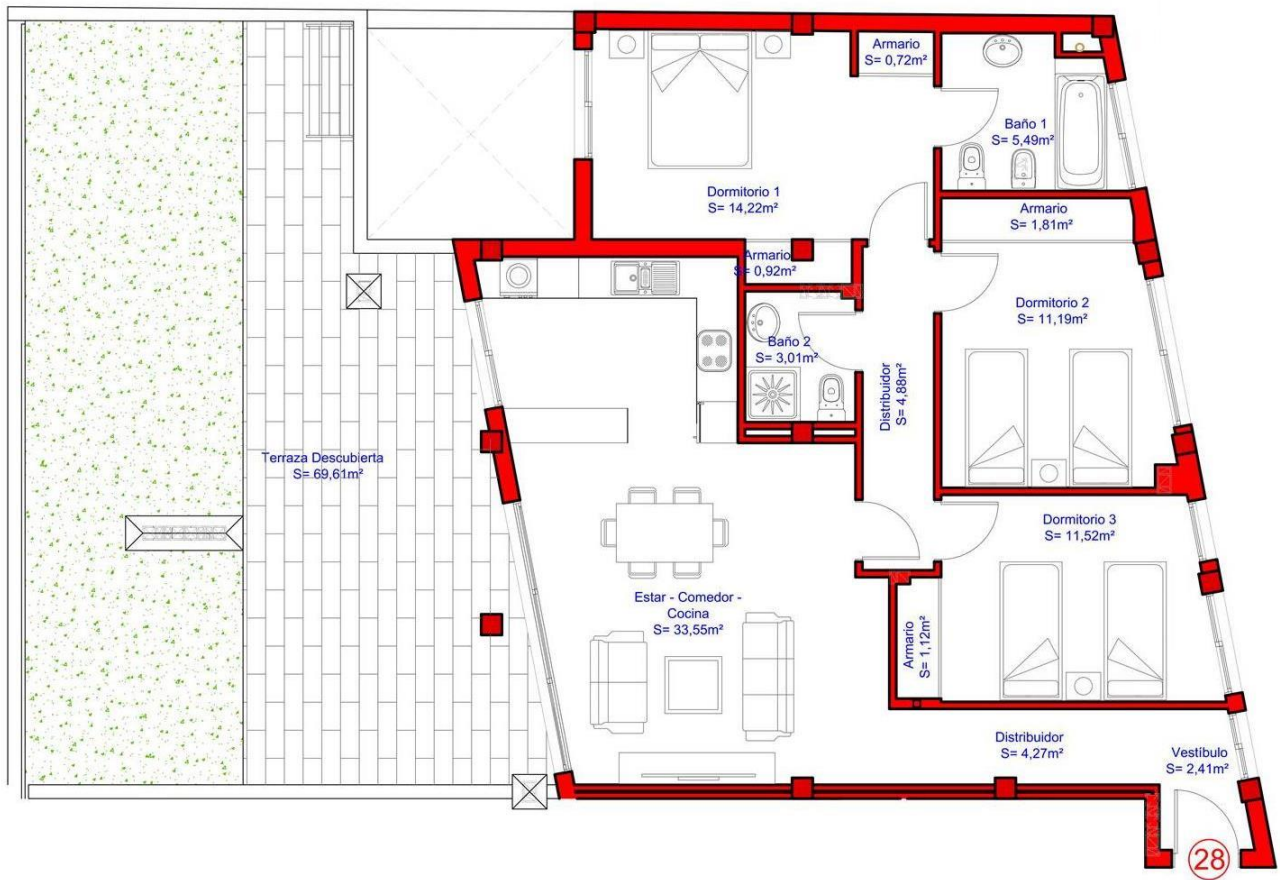 Armario
S= 0,72m²
Baño 1
S= 5,49m²
Dormitorio 1
S= 14,22m²
Armario
S= 1,81m²
Armario
S= 0,92m²
Dormitorio 2
S= 11,19m²
Baño 2
S= 3,01m²
Distribuidor
S= 4,88m²
Terraza Descubierta
S= 69,61m²
Dormitorio 3
S= 11,52m²
Estar - Comedor -
Cocina
S= 33,55m²
Armario
S= 1,12m²
Distribuidor
S= 4,27m²
Vestíbulo
S= 2,41m²
28